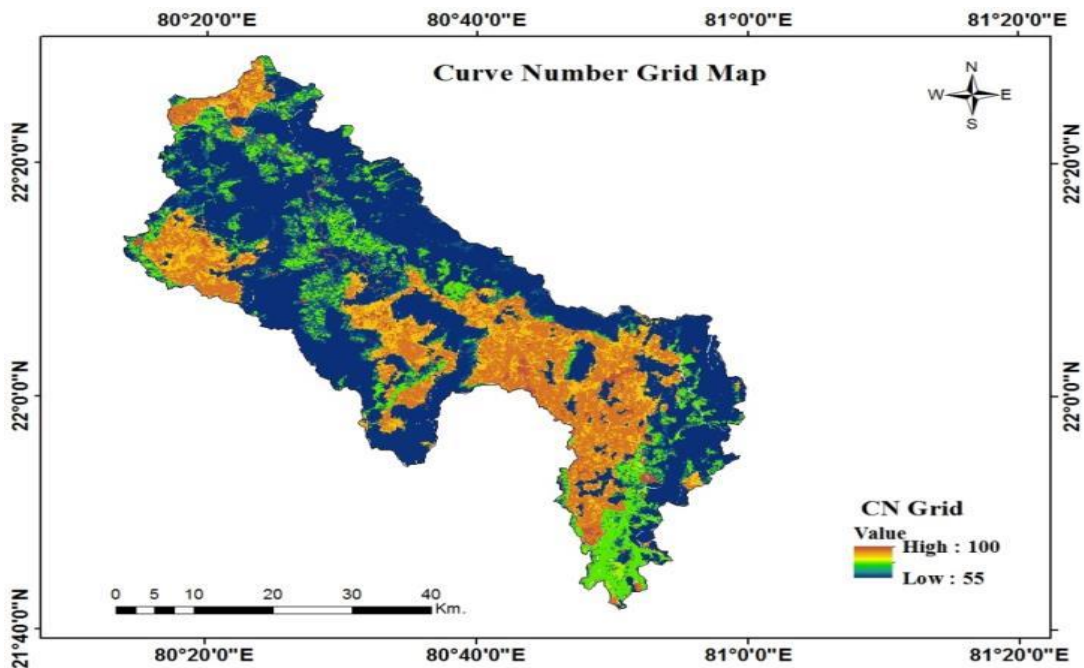 80°20'0"E 80°40'0"E 81°0'0"E 81°20'0"E
Curve Number Grid Map
N
W E
S
22°20'0"N 22°20'0"N
22°0'0"N 22°0'0"N
CN Grid
Value
High : 100
Low : 55
0 5 10 20 30 40
Km.
21°40'0"N
80°20'0"E 80°40'0"E 81°0'0"E 81°20'0"E